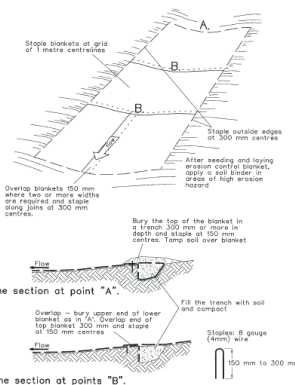 A.
Staple blankets at grid
of 1 metre centrelines
B.
B.
Staple outside edges
at 300 mm centres
flow
After seeding and laying
erosion control blanket,
apply a soil binder in
areas of high erosion
hazard
Overlap blankets 150 mm
where two or more widths
are required and staple
along joins at 300 mm
centres.
Bury the top of the blanket in
a trench 300 mm or more in
depth and staple at 150 mm
centres. Tamp soil over blanket
Flow
ne section at point "A".
Fill the trench with soil
and compact
Overlap - bury upper end of lower
blanket as in "A". Overlap end of
top blanket 300 mm and staple
at 150 mm centres
Staples: 8 gauge
(4mm) wire
Flow
150 mm to 300 mm
ne section at points "B".